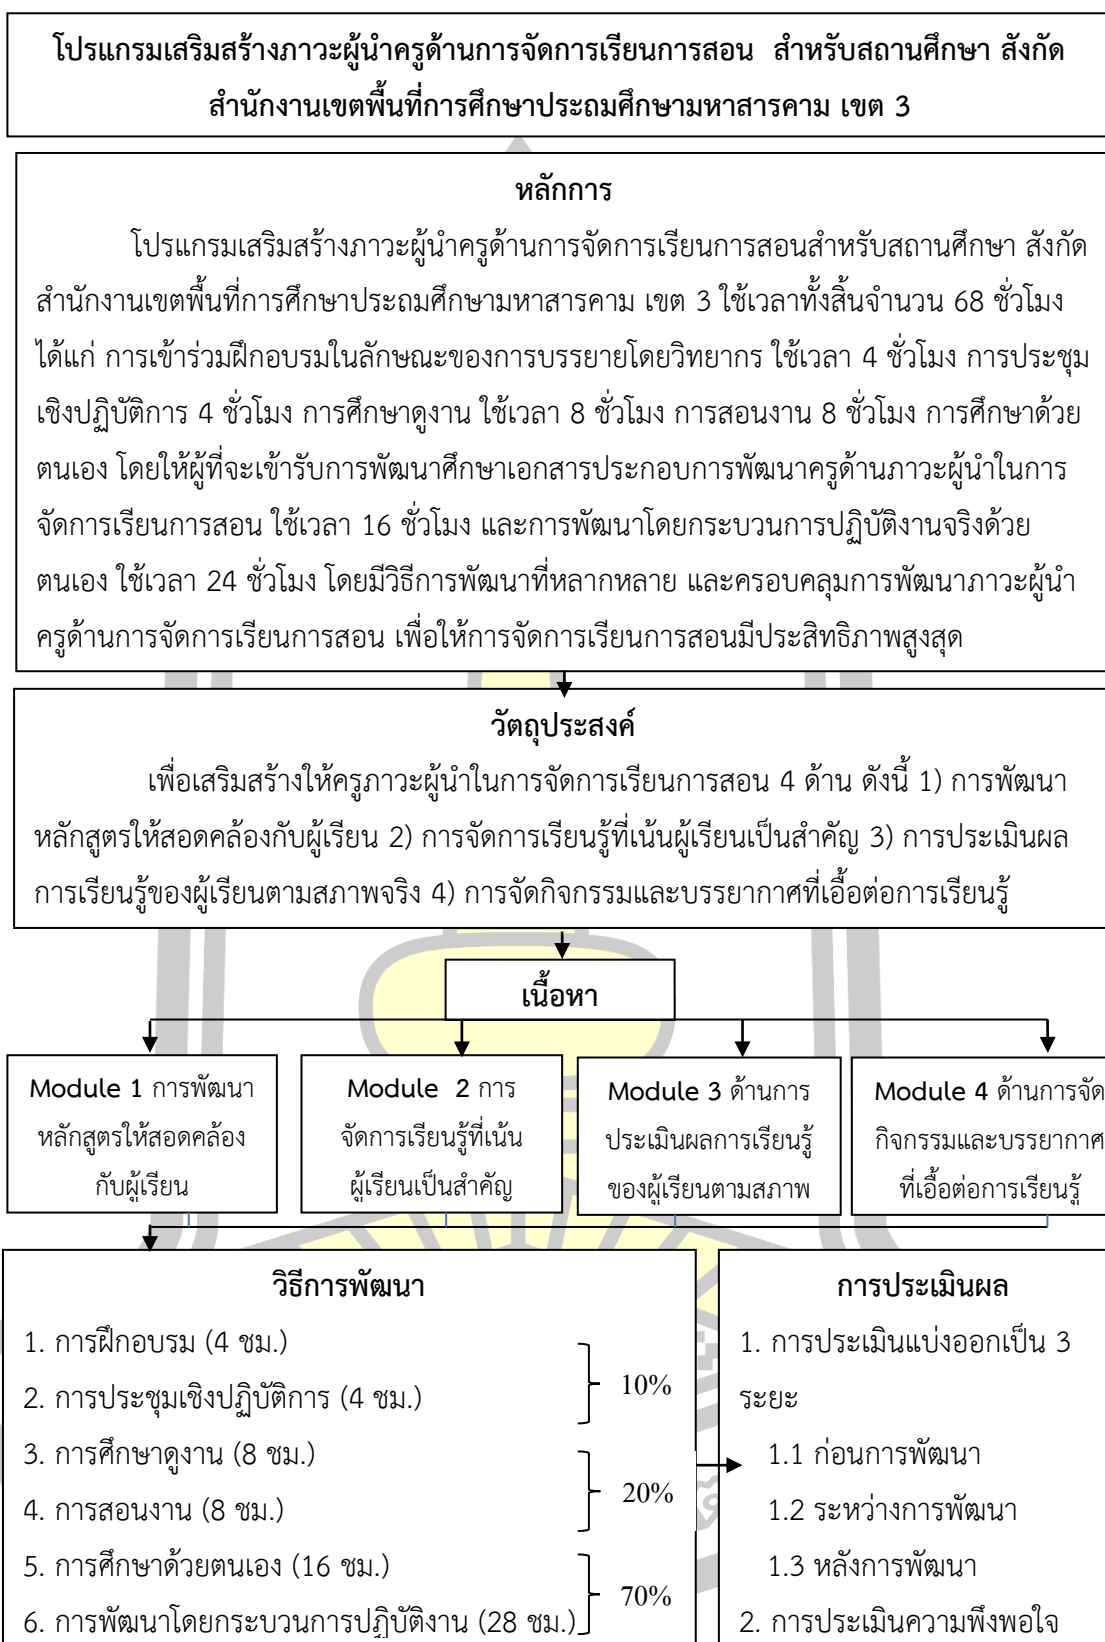 โปรแกรมเสริมสร้างภาวะผู้นำครูด้านการจัดการเรียนการสอน สำหรับสถานศึกษา สังกัด
สำนักงานเขตพื้นที่การศึกษาประถมศึกษามหาสารคาม เขต 3
หลักการ
โปรแกรมเสริมสร้างภาวะผู้นำครูด้านการจัดการเรียนการสอนสำหรับสถานศึกษา สังกัด
สำนักงานเขตพื้นที่การศึกษาประถมศึกษามหาสารคาม เขต 3 ใช้เวลาทั้งสิ้นจำนวน 68 ชั่วโมง
ได้แก่ การเข้าร่วมฝึกอบรมในลักษณะของการบรรยายโดยวิทยากร ใช้เวลา 4 ชั่วโมง การประชุม
เชิงปฏิบัติการ 4 ชั่วโมง การศึกษาดูงาน ใช้เวลา 8 ชั่วโมง การสอนงาน 8 ชั่วโมง การศึกษาด้วย
ตนเอง โดยให้ผู้ที่จะเข้ารับการพัฒนาศึกษาเอกสารประกอบการพัฒนาครูด้านภาวะผู้นำในการ
จัดการเรียนการสอน ใช้เวลา 16 ชั่วโมง และการพัฒนาโดยกระบวนการปฏิบัติงานจริงด้วย
ตนเอง ใช้เวลา 24 ชั่วโมง โดยมีวิธีการพัฒนาที่หลากหลาย และครอบคลุมการพัฒนาภาวะผู้นำ
ครูด้านการจัดการเรียนการสอน เพื่อให้การจัดการเรียนการสอนมีประสิทธิภาพสูงสุด
วัตถุประสงค์
เพื่อเสริมสร้างให้ครูภาวะผู้นำในการจัดการเรียนการสอน 4 ด้าน ดังนี้ 1) การพัฒนา
หลักสูตรให้สอดคล้องกับผู้เรียน 2) การจัดการเรียนรู้ที่เน้นผู้เรียนเป็นสำคัญ 3) การประเมินผล
การเรียนรู้ของผู้เรียนตามสภาพจริง 4) การจัดกิจกรรมและบรรยากาศที่เอื้อต่อการเรียนรู้
เนื้อหา
Module 1 การพัฒนา
หลักสูตรให้สอดคล้อง
กับผู้เรียน
Module 2 การ
จัดการเรียนรู้ที่เน้น
ผู้เรียนเป็นสำคัญ
Module 3 ด้านการ
ประเมินผลการเรียนรู้
ของผู้เรียนตามสภาพ
Module 4 ด้านการจัด
กิจกรรมและบรรยากาศ
ที่เอื้อต่อการเรียนรู้
วิธีการพัฒนา
1. การฝึกอบรม (4 ชม.)
2. การประชุมเชิงปฏิบัติการ (4 ชม.)
10%
3. การศึกษาดูงาน (8 ชม.)
4. การสอนงาน (8 ชม.)
20%
5. การศึกษาด้วยตนเอง (16 ชม.)
6. การพัฒนาโดยกระบวนการปฏิบัติงาน (28 ชม.)
70%
การประเมินผล
1. การประเมินแบ่งออกเป็น 3
ระยะ
1.1 ก่อนการพัฒนา
1.2 ระหว่างการพัฒนา
1.3 หลังการพัฒนา
2. การประเมินความพึงพอใจ